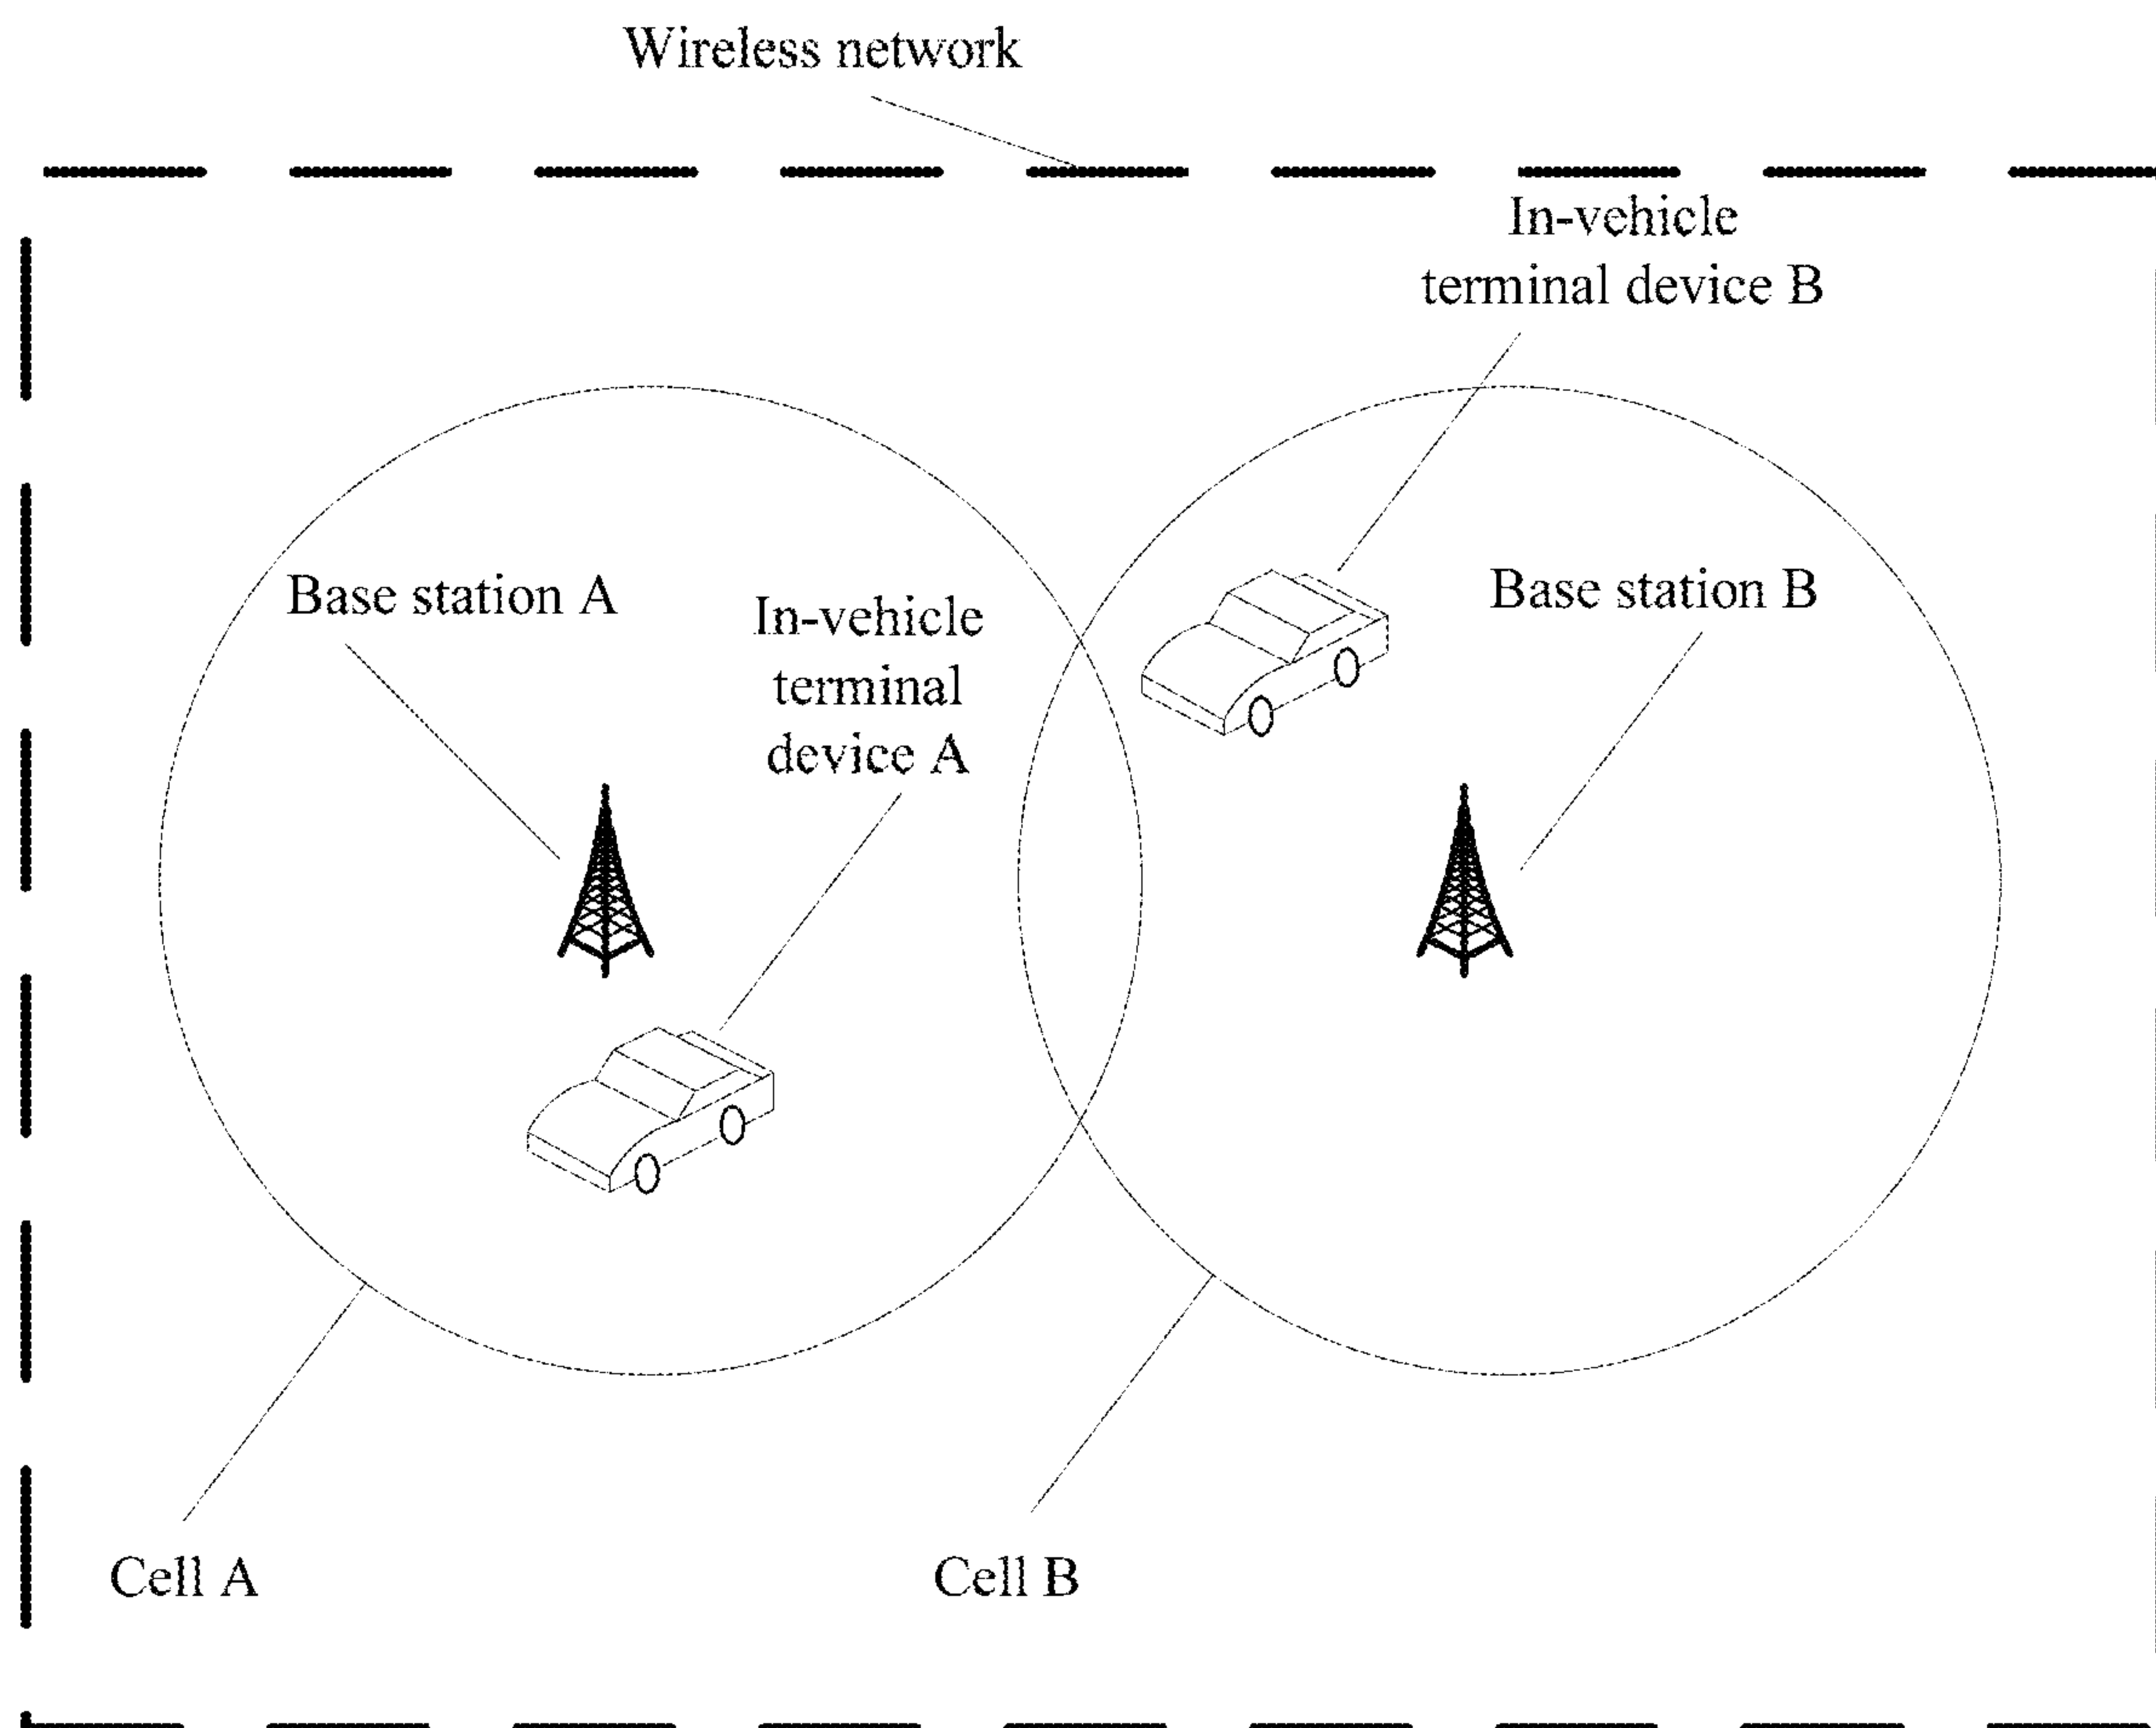 Wireless network
In-vehicle
terminal device B
Base station A
In-vehicle
terminal
device A
Base station B
Cell A
Cell B